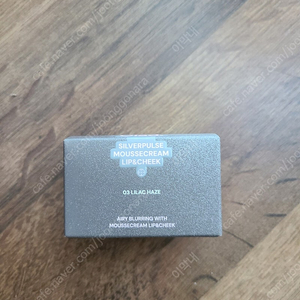 SILVERPULSE
MOUSSECREAM
LIP&CHEEK
03 LILAC HAZE
AIRY BLURRING WITH
MOUSSECREAM LIP&CHEEK